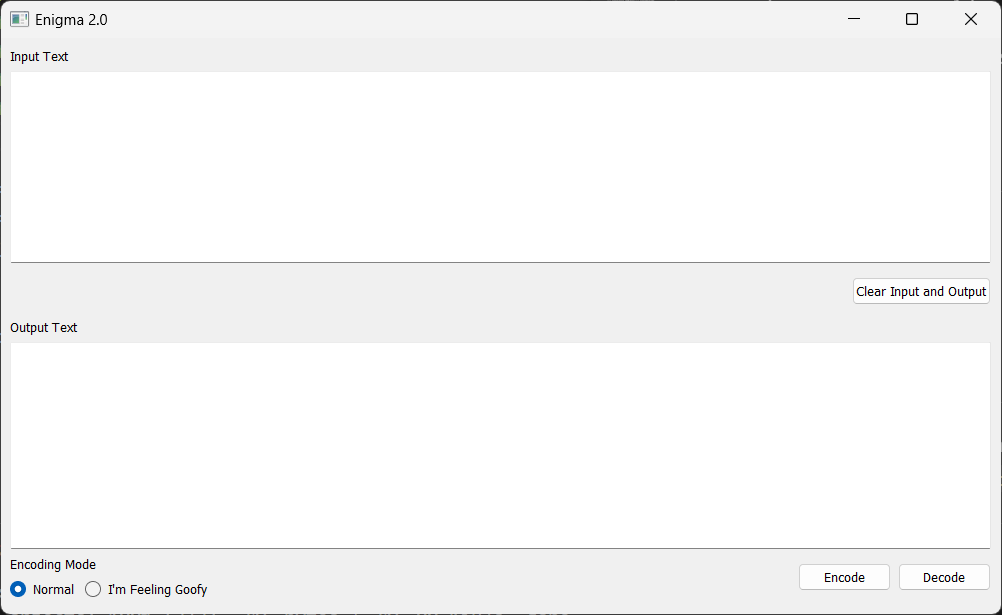 Enigma 2.0
Input Text
Clear Input and Output
Output Text
Encoding Mode
Normal I'm Feeling Goofy
Encode Decode